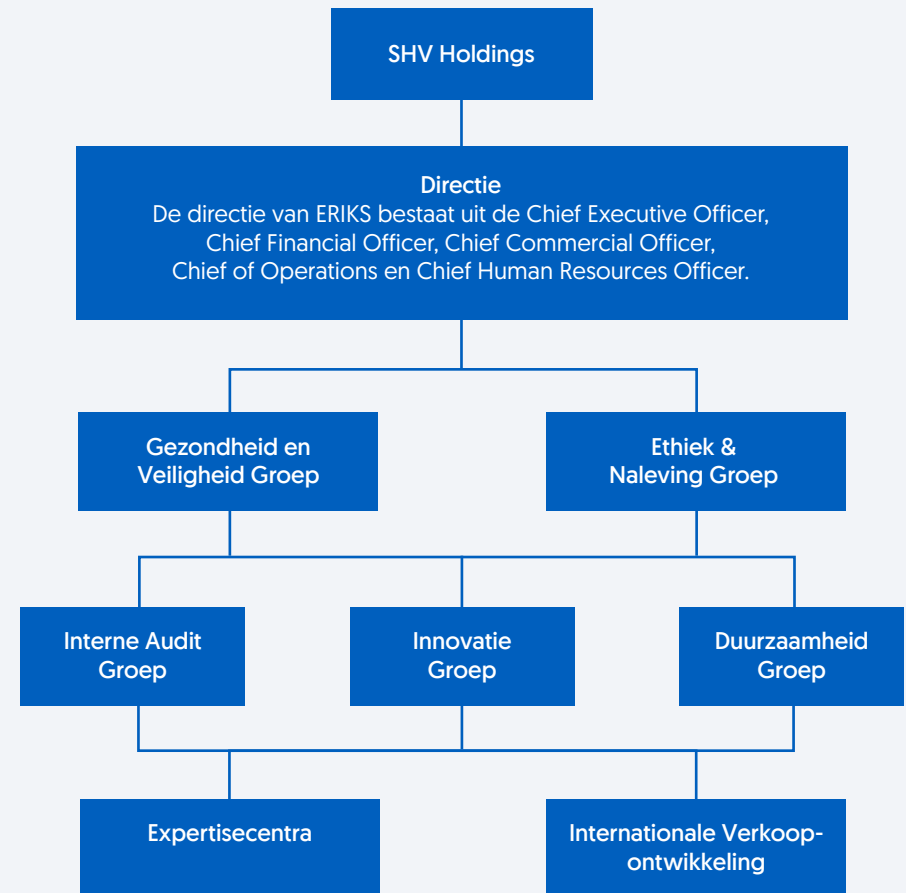 SHV Holdings
Directie
De directie van ERIKS bestaat uit de Chief Executive Officer,
Chief Financial Officer, Chief Commercial Officer,
Chief of Operations en Chief Human Resources Officer.
Gezondheid en
Veiligheid Groep
Ethiek &
Naleving Groep
Interne Audit
Groep
Innovatie
Groep
Duurzaamheid
Groep
Expertisecentra
Internationale Verkoop-
ontwikkeling